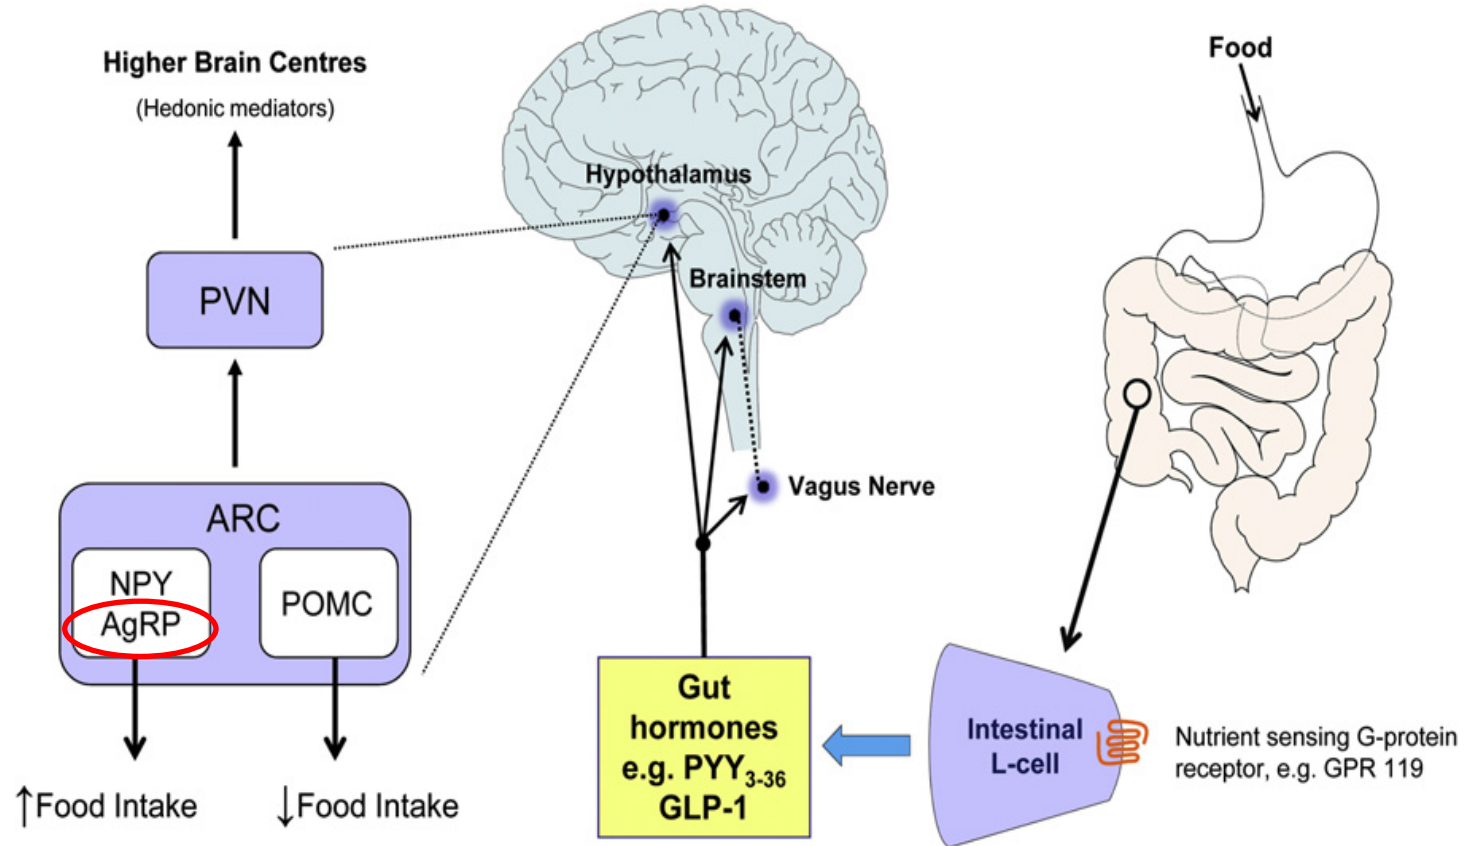 Higher Brain Centres
(Hedonic mediators)
PVN
ARC
NPY
AgRP
POMC
↑Food Intake
↓Food Intake
Hypothalamus
Brainstem
Vagus Nerve
Gut
hormones
e.g. PYY3-36
GLP-1
Food
Intestinal
L-cell
Nutrient sensing G-protein
receptor, e.g. GPR 119